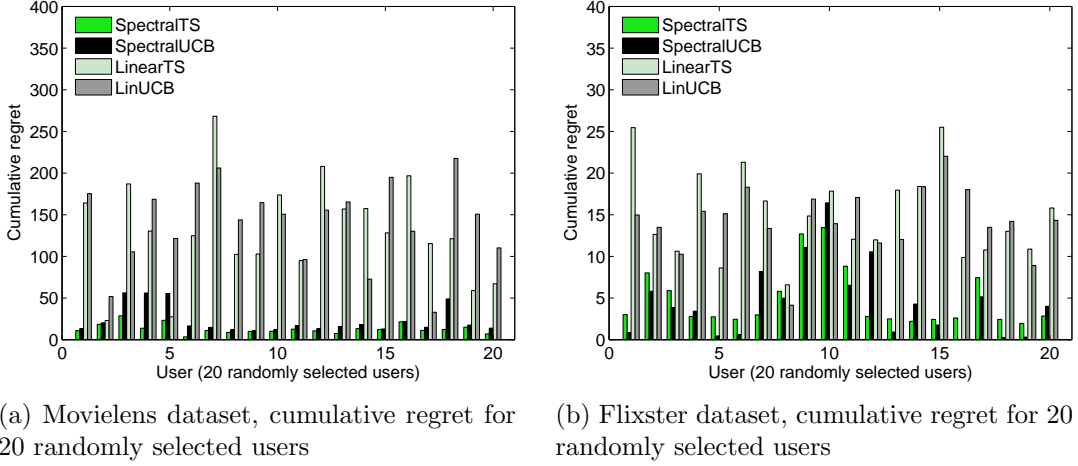 400
350
300
250
200
150
100
50
0
Cumulative regret
SpectralTS
SpectralUCB
LinearTS
LinUCB
0 5 10 15 20
User (20 randomly selected users)
40
35
30
25
20
15
10
5
0
Cumulative regret
SpectralTS
SpectralUCB
LinearTS
LinUCB
0 5 10 15 20
User (20 randomly selected users)
(a) Movielens dataset, cumulative regret for
20 randomly selected users
(b) Flixster dataset, cumulative regret for 20
randomly selected users